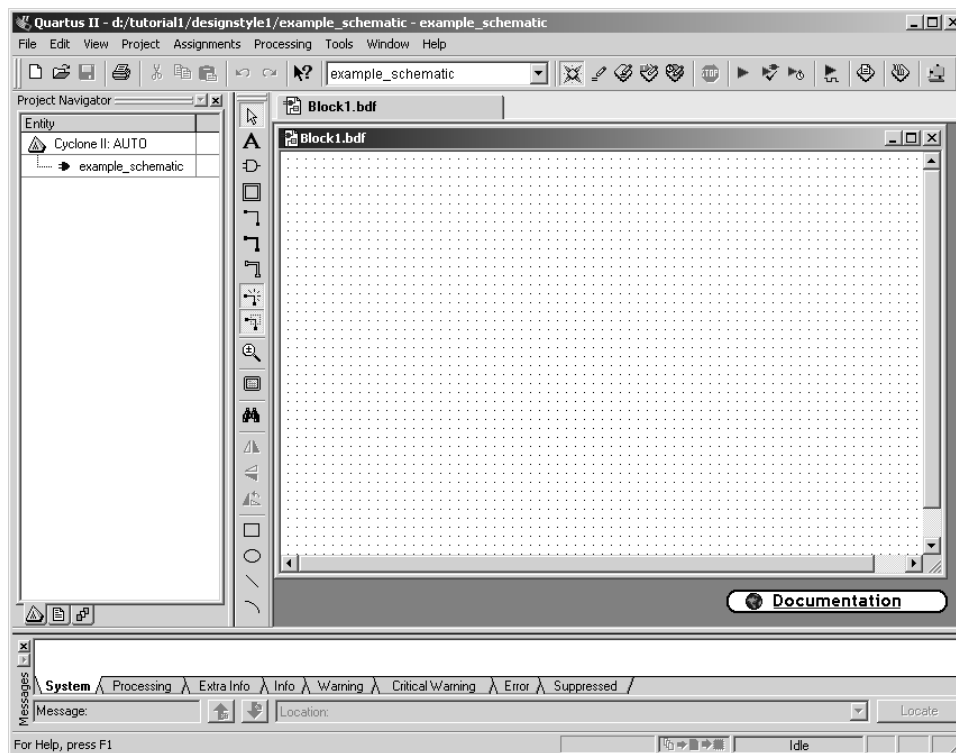 Quartus II - d:/tutorial1/designstyle1/example_schematic - example_schematic
File Edit View Project Assignments Processing Tools Window Help
example_schematic
STOP
Project Navigator
Entity
Cyclone II: AUTO
example_schematic
A
Block1.bdf
Block1.bdf
Documentation
Messages
System Processing Extra Info Info Warning Critical Warning Error Suppressed
Message:
Location:
Locate
For Help, press F1
Idle